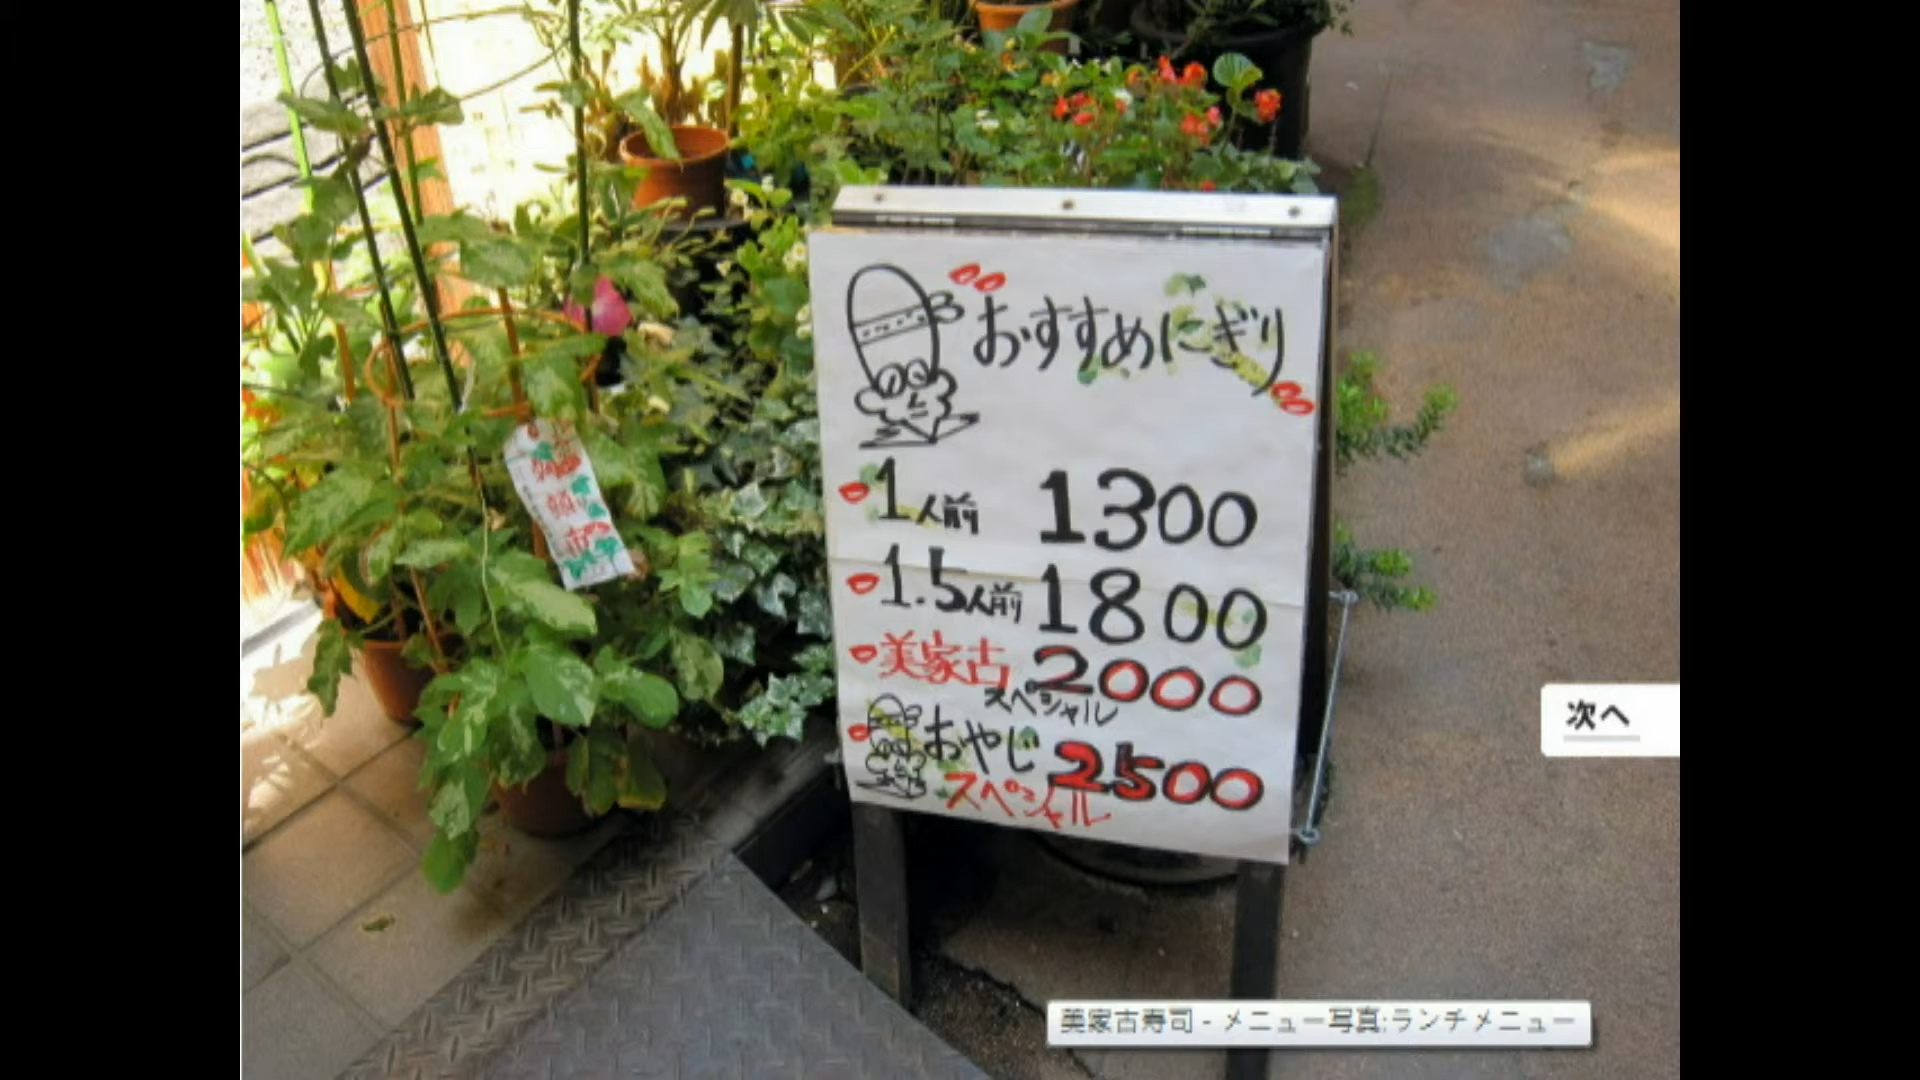 おすすめにぎり
1人前 1300
1.5人前 1800
美家古スペシャル 2000
おやじスペシャル 2500
次へ
美家古寿司 - メニュー写真:ランチメニュー